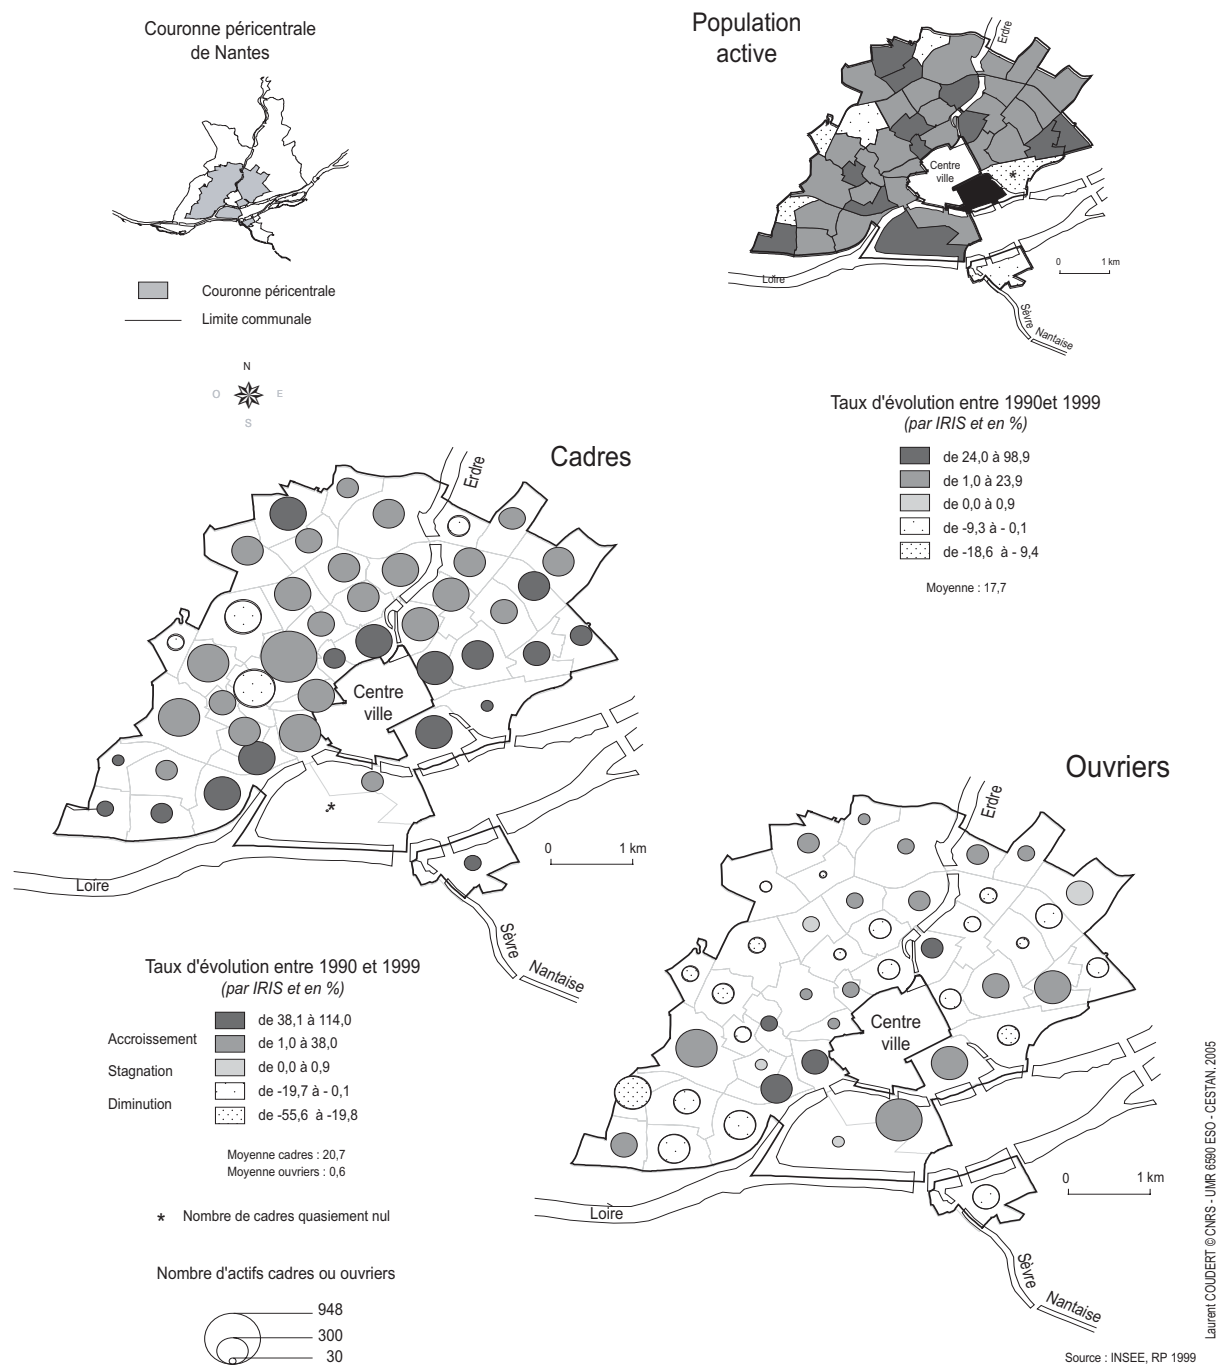 Couronne péricentrale
de Nantes
Couronne péricentrale
Limite communale
N
O
E
S
Population
active
Erdre
Centre
ville
*
Loire
0 1 km
Sèvre
Nantaise
Taux d'évolution entre 1990et 1999
(par IRIS et en %)
de 24,0 à 98,9
de 1,0 à 23,9
de 0,0 à 0,9
de -9,3 à - 0,1
de -18,6 à - 9,4
Moyenne : 17,7
Cadres
Erdre
Centre
ville
*
0 1 km
Loire
Sèvre
Nantaise
Taux d'évolution entre 1990 et 1999
(par IRIS et en %)
Accroissement
Stagnation
Diminution
de 38,1 à 114,0
de 1,0 à 38,0
de 0,0 à 0,9
de -19,7 à - 0,1
de -55,6 à -19,8
Moyenne cadres : 20,7
Moyenne ouvriers : 0,6
* Nombre de cadres quasiement nul
Nombre d'actifs cadres ou ouvriers
948
300
30
Ouvriers
Erdre
Centre
ville
0 1 km
Loire
Sèvre
Nantaise
Laurent COUDERT © CNRS - UMR 6590 ESO - CESTAN, 2005
Source : INSEE, RP 1999